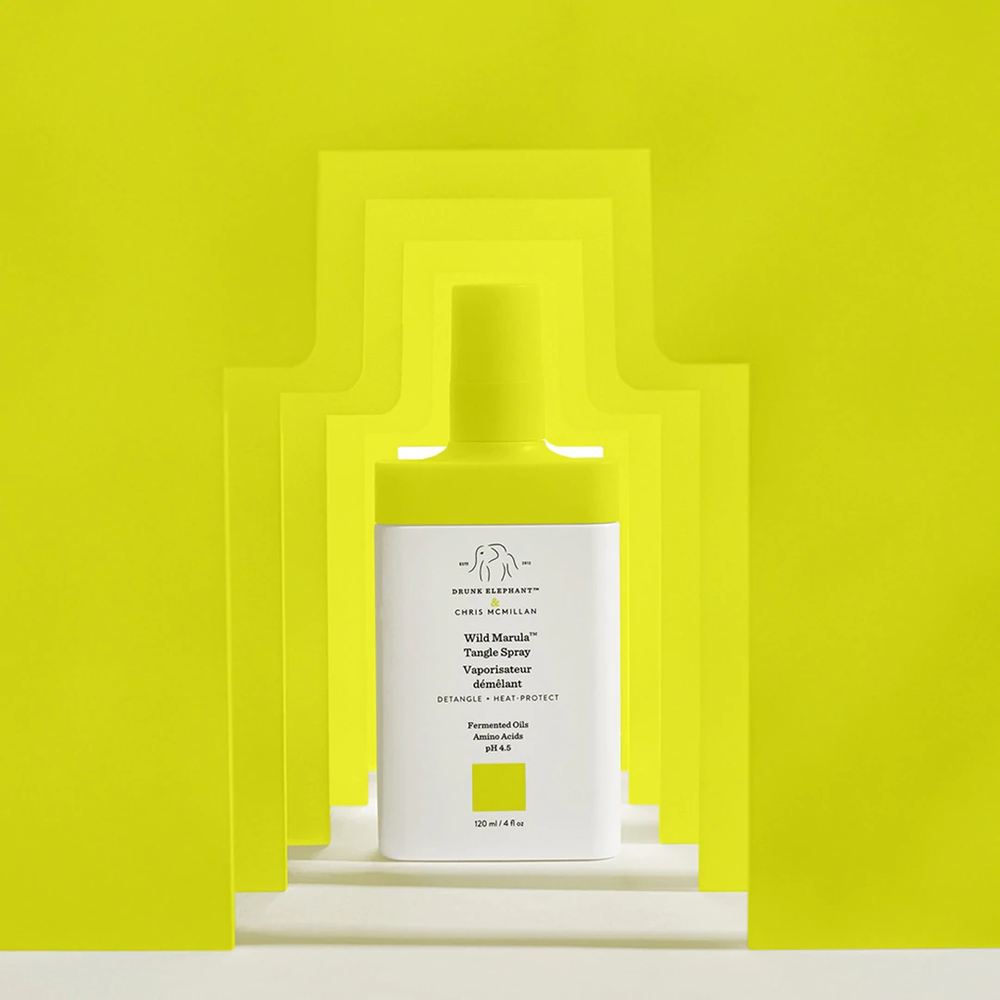 ESTD 2012
DRUNK ELEPHANT™
&
CHRIS MCMILLAN
Wild Marula™
Tangle Spray
Vaporisateur
démêlant
DETANGLE + HEAT-PROTECT
Fermented Oils
Amino Acids
pH 4.5
120 ml / 4 fl oz